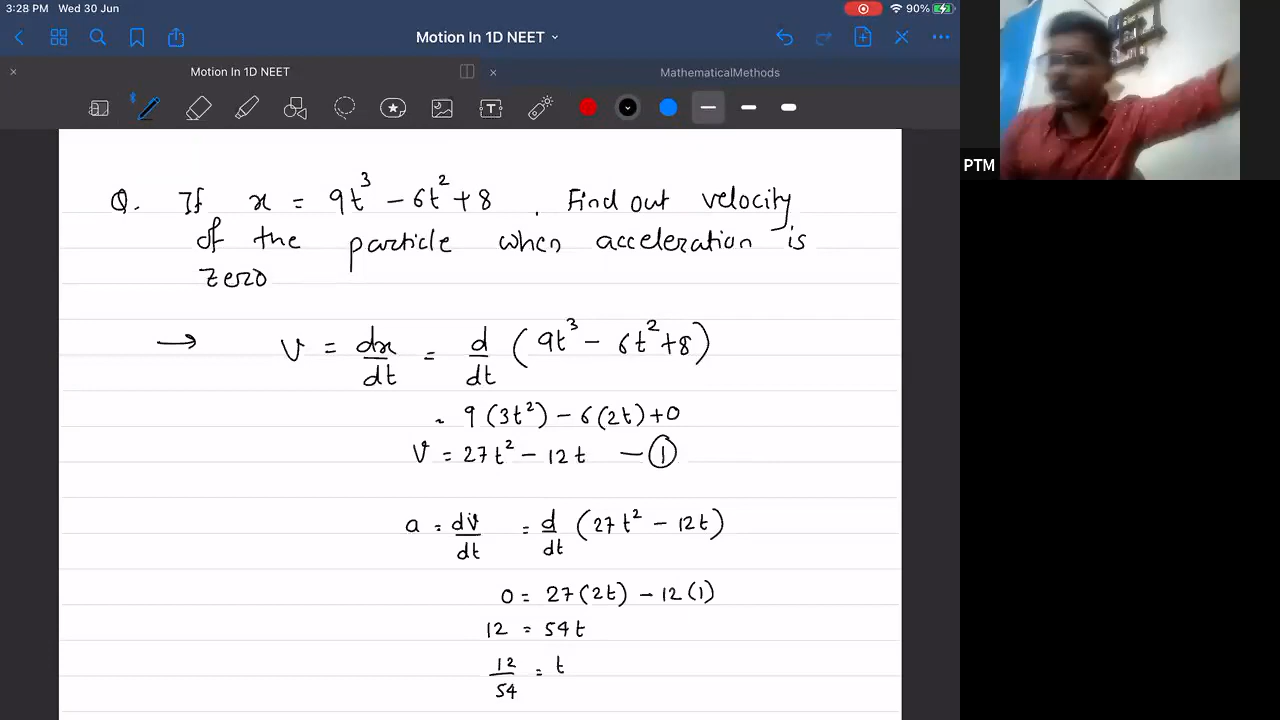 3:28 PM Wed 30 Jun
90%
Motion In 1D NEET
Motion In 1D NEET
MathematicalMethods
PTM
Q. If x = 9t³ - 6t² + 8 . Find out velocity
of the particle when acceleration is
zero
→ V = dx/dt = d/dt (9t³ - 6t² + 8)
= 9(3t²) - 6(2t) + 0
V = 27t² - 12t — ①
a = dv/dt = d/dt (27t² - 12t)
0 = 27(2t) - 12(1)
12 = 54t
12/54 = t